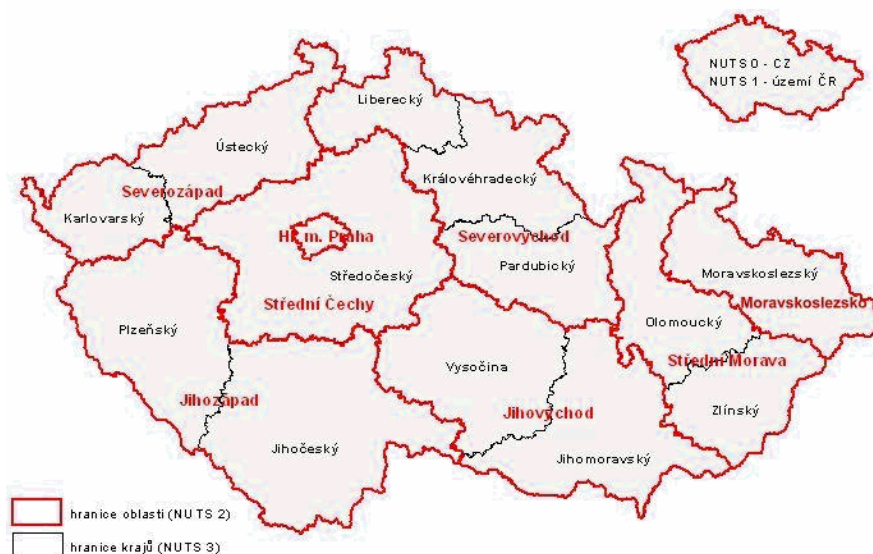 NUTS 0 - CZ
NUTS 1 - území ČR
Liberecký
Ústecký
Královéhradecký
Severozápad
Karlovarský
Hl. m. Praha
Severovýchod
Pardubický
Středočeský
Moravskoslezský
Střední Čechy
Moravskoslezsko
Plzeňský
Olomoucký
Střední Morava
Vysočina
Jihozápad
Jihovýchod
Zlínský
Jihočeský
Jihomoravský
hranice oblasti (NUTS 2)
hranice krajů (NUTS 3)